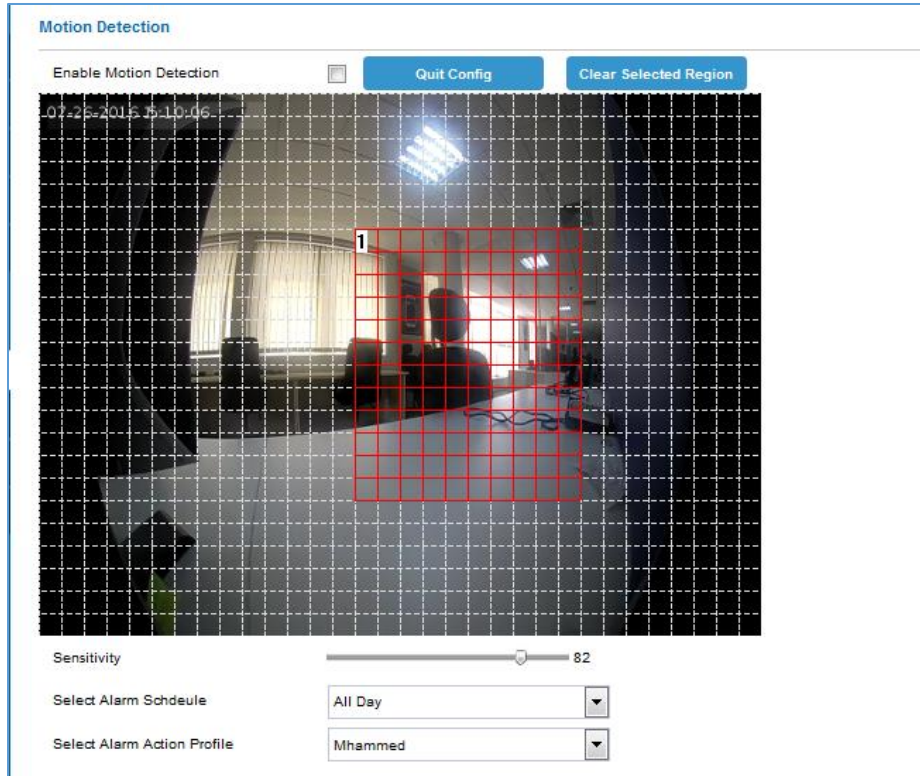 Motion Detection
Enable Motion Detection
Quit Config
Clear Selected Region
07-26-2016 15:10:06
1
Sensitivity
82
Select Alarm Schdeule
All Day
Select Alarm Action Profile
Mhammed